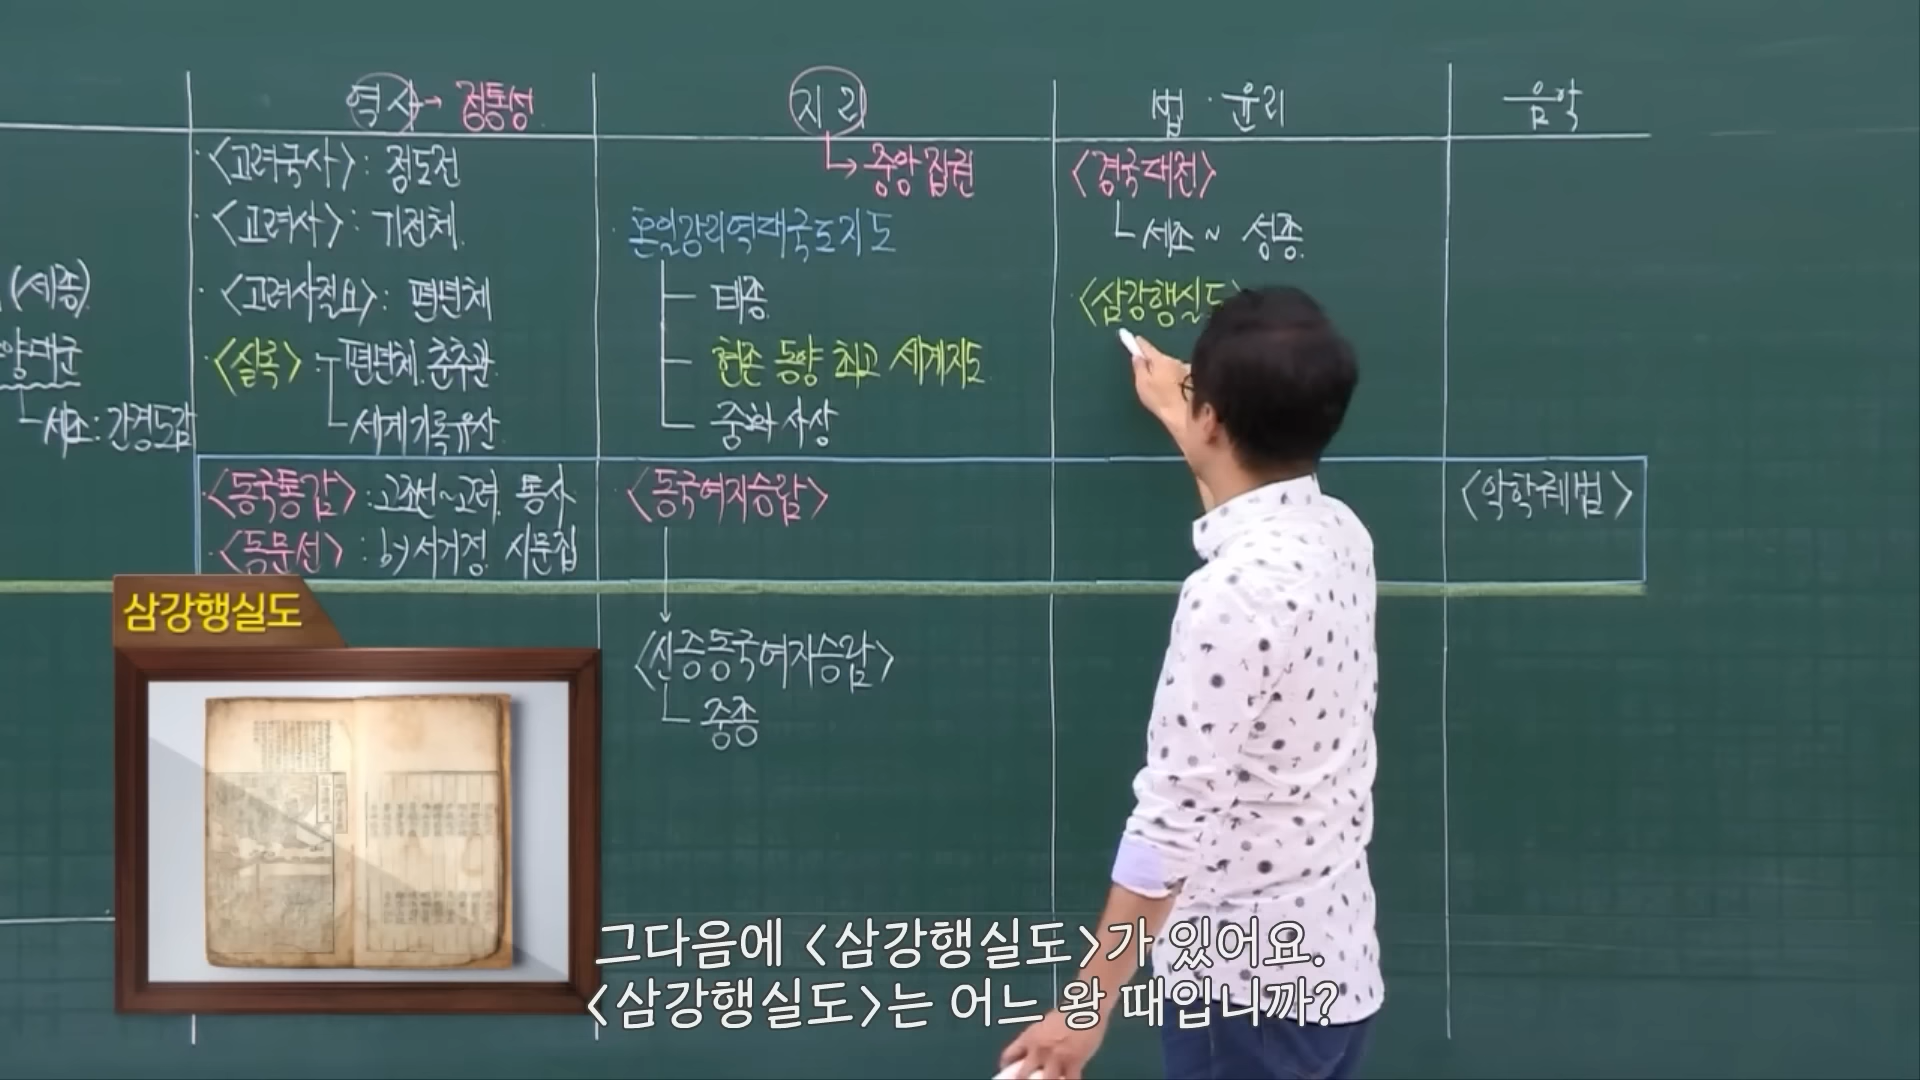 역사 → 정통성
지리
법·윤리
음악
<고려국사> : 정도전
<고려사> : 기전체
<고려사절요> : 편년체
<실록> : 편년체. 춘추관
세계기록유산
(세종)
양대군
세조 : 간경도감
→ 중앙집권
혼일강리역대국도지도
태종
현존 동양 최고 세계지도
중화사상
<경국대전>
세조 ~ 성종
<삼강행실도>
<동국통감> : 고조선~고려 통사
<동문선> : by 서거정 시문집
<동국여지승람>
<악학궤범>
<신증동국여지승람>
중종
삼강행실도
그다음에 <삼강행실도>가 있어요.
<삼강행실도>는 어느 왕 때입니까?